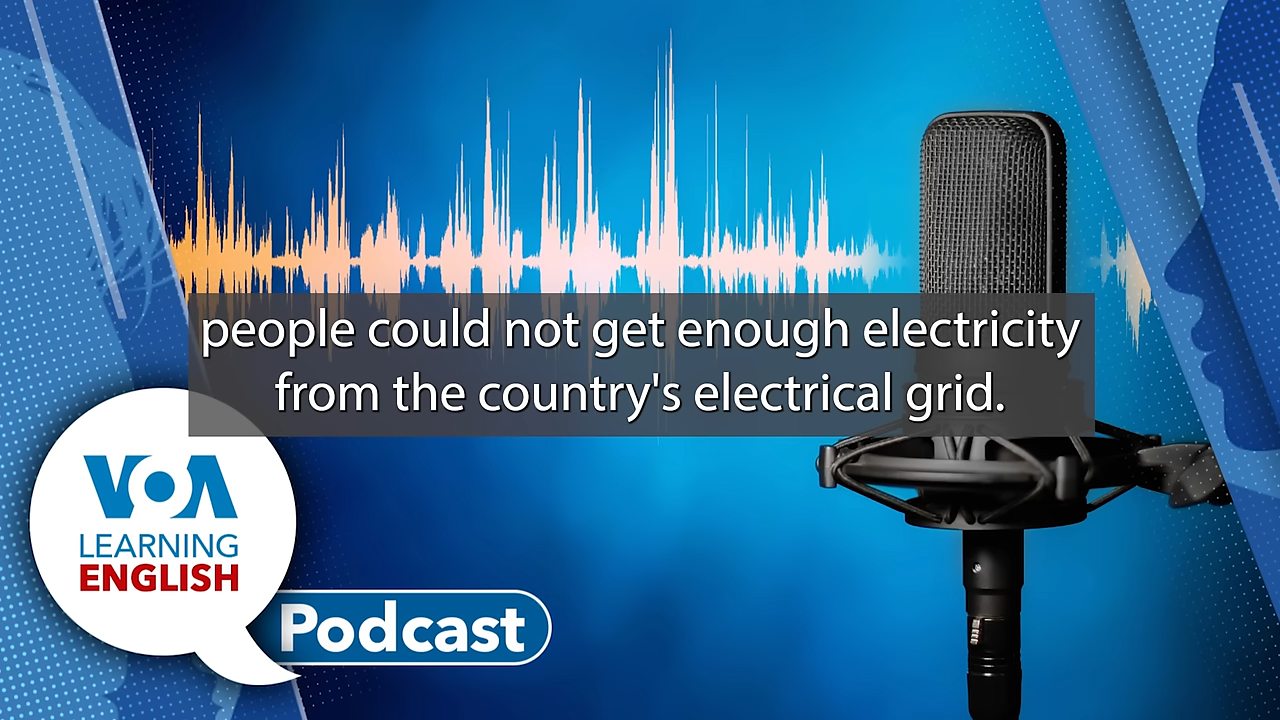 people could not get enough electricity
from the country's electrical grid.
VOA
LEARNING
ENGLISH
Podcast